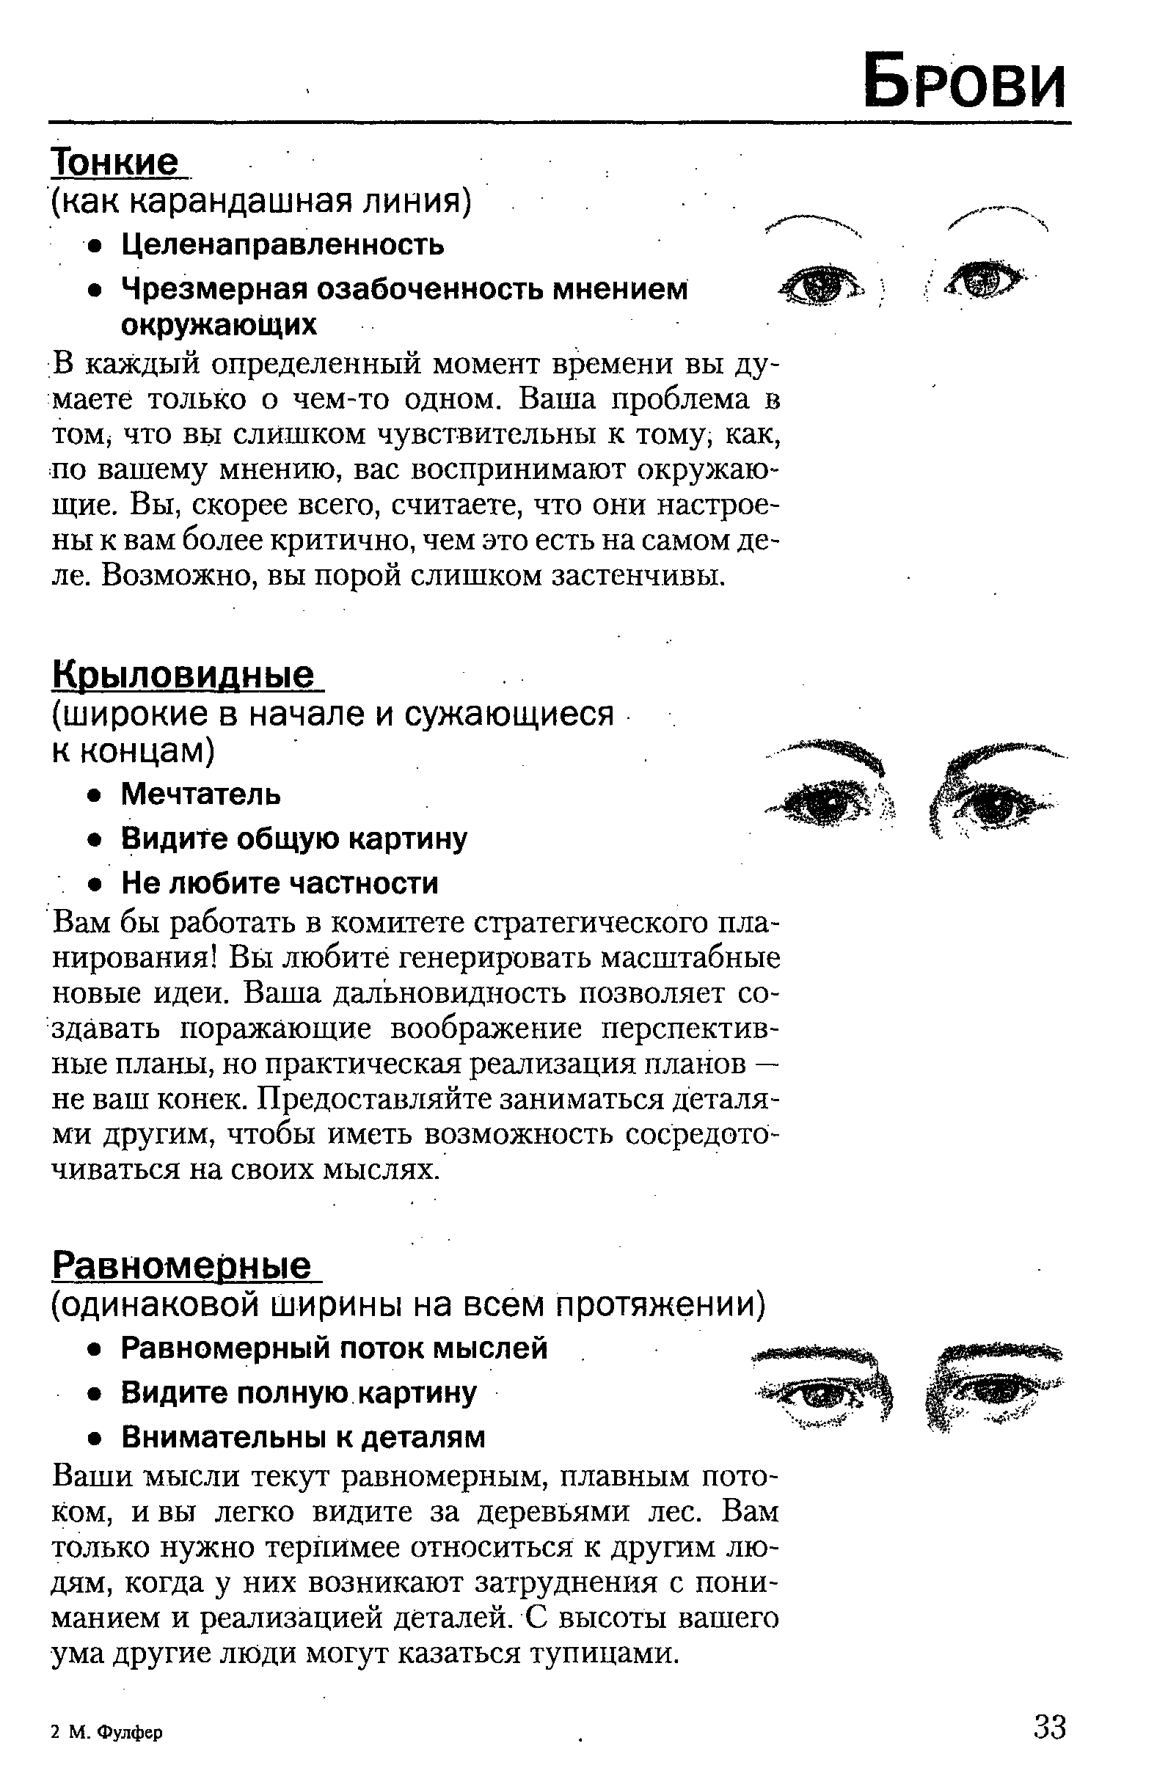 Брови
Тонкие
(как карандашная линия)
• Целенаправленность
• Чрезмерная озабоченность мнением
окружающих
В каждый определенный момент времени вы ду-
маете только о чем-то одном. Ваша проблема в
том, что вы слишком чувствительны к тому, как,
по вашему мнению, вас воспринимают окружаю-
щие. Вы, скорее всего, считаете, что они настрое-
ны к вам более критично, чем это есть на самом де-
ле. Возможно, вы порой слишком застенчивы.
Крыловидные
(широкие в начале и сужающиеся
к концам)
• Мечтатель
• Видите общую картину
• Не любите частности
Вам бы работать в комитете стратегического пла-
нирования! Вы любите генерировать масштабные
новые идеи. Ваша дальновидность позволяет со-
здавать поражающие воображение перспектив-
ные планы, но практическая реализация планов —
не ваш конек. Предоставляйте заниматься деталя-
ми другим, чтобы иметь возможность сосредото-
чиваться на своих мыслях.
Равномерные
(одинаковой ширины на всем протяжении)
• Равномерный поток мыслей
• Видите полную картину
• Внимательны к деталям
Ваши мысли текут равномерным, плавным пото-
ком, и вы легко видите за деревьями лес. Вам
только нужно терпимее относиться к другим лю-
дям, когда у них возникают затруднения с пони-
манием и реализацией деталей. С высоты вашего
ума другие люди могут казаться тупицами.
2 М. Фулфер
33